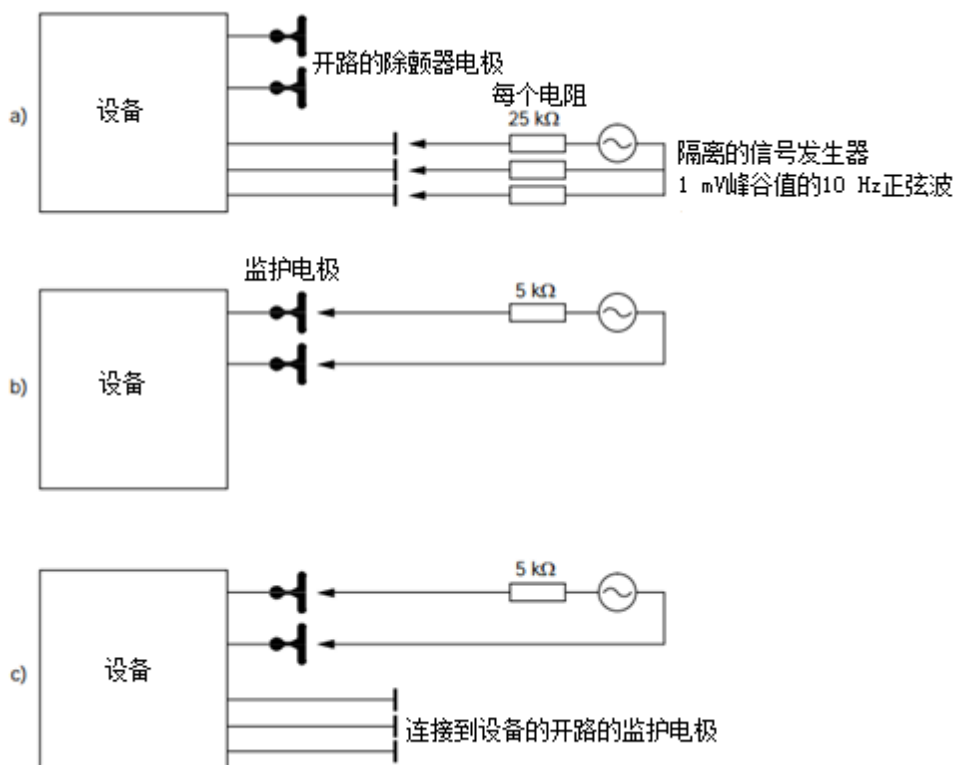 开路的除颤器电极
每个电阻
25 kΩ
设备
a)
隔离的信号发生器
1 mV峰谷值的10 Hz正弦波
监护电极
5 kΩ
设备
b)
5 kΩ
设备
c)
连接到设备的开路的监护电极